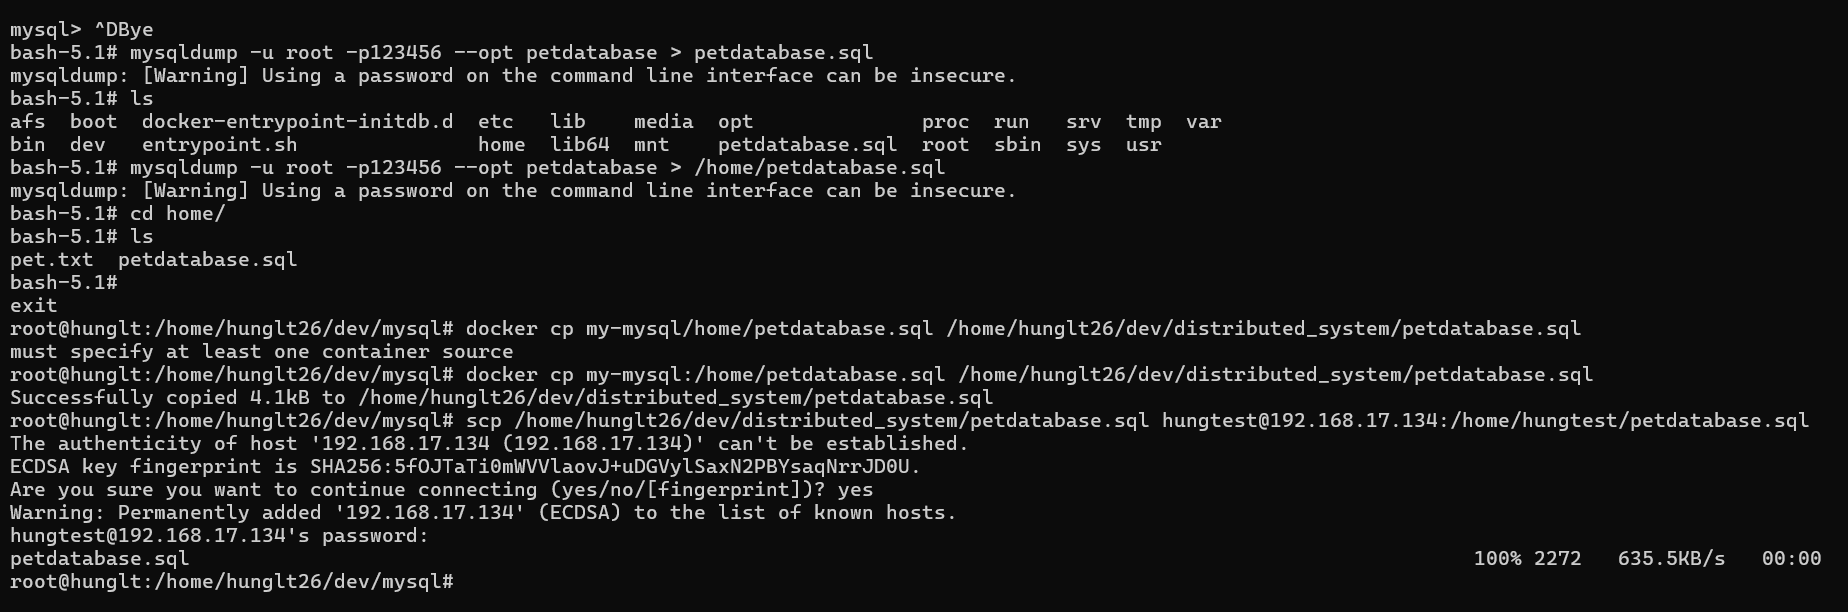 mysql> ^DBye
bash-5.1# mysqldump -u root -p123456 --opt petdatabase > petdatabase.sql
mysqldump: [Warning] Using a password on the command line interface can be insecure.
bash-5.1# ls
afs  boot  docker-entrypoint-initdb.d  etc   lib    media  opt              proc  run   srv  tmp  var
bin  dev   entrypoint.sh               home  lib64  mnt    petdatabase.sql  root  sbin  sys  usr
bash-5.1# mysqldump -u root -p123456 --opt petdatabase > /home/petdatabase.sql
mysqldump: [Warning] Using a password on the command line interface can be insecure.
bash-5.1# cd home/
bash-5.1# ls
pet.txt  petdatabase.sql
bash-5.1#
exit
root@hunglt:/home/hunglt26/dev/mysql# docker cp my-mysql/home/petdatabase.sql /home/hunglt26/dev/distributed_system/petdatabase.sql
must specify at least one container source
root@hunglt:/home/hunglt26/dev/mysql# docker cp my-mysql:/home/petdatabase.sql /home/hunglt26/dev/distributed_system/petdatabase.sql
Successfully copied 4.1kB to /home/hunglt26/dev/distributed_system/petdatabase.sql
root@hunglt:/home/hunglt26/dev/mysql# scp /home/hunglt26/dev/distributed_system/petdatabase.sql hungtest@192.168.17.134:/home/hungtest/petdatabase.sql
The authenticity of host '192.168.17.134 (192.168.17.134)' can't be established.
ECDSA key fingerprint is SHA256:5fOJTaTi0mWVVlaovJ+uDGVylSaxN2PBYsaqNrrJD0U.
Are you sure you want to continue connecting (yes/no/[fingerprint])? yes
Warning: Permanently added '192.168.17.134' (ECDSA) to the list of known hosts.
hungtest@192.168.17.134's password:
petdatabase.sql                                                                 100% 2272   635.5KB/s   00:00
root@hunglt:/home/hunglt26/dev/mysql#